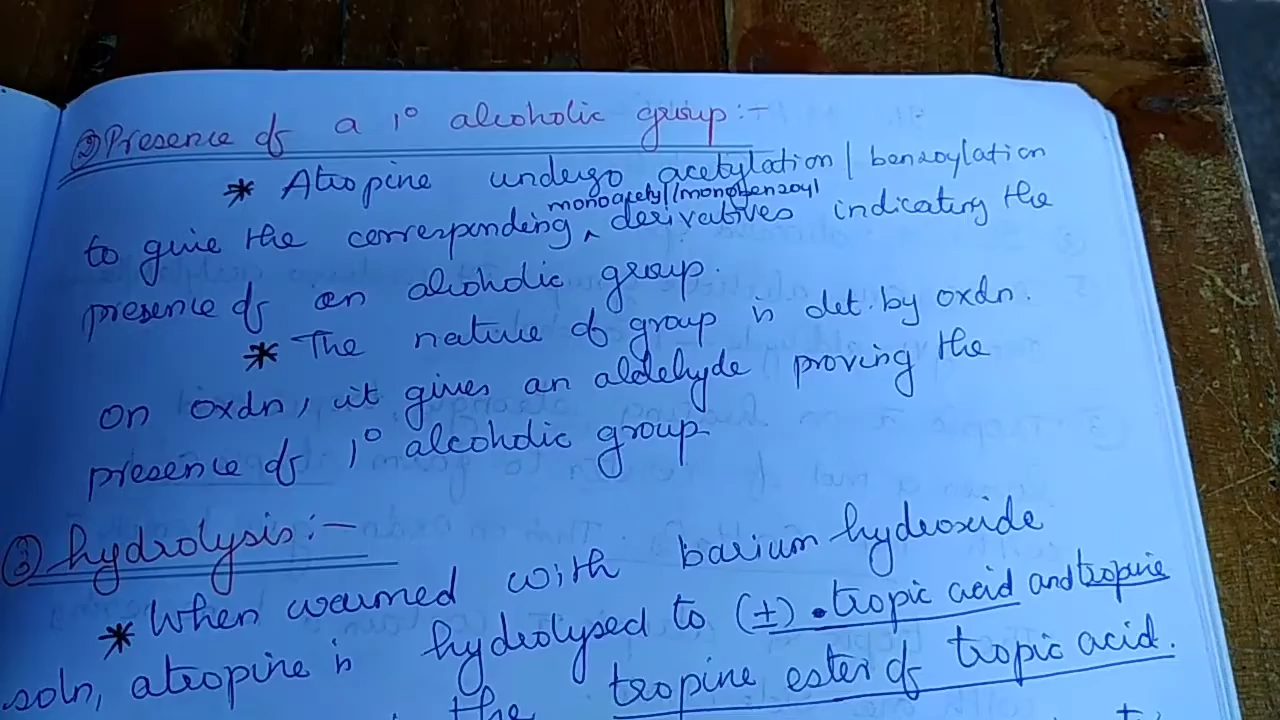 ② Presence of a 1° alcoholic group:-
* Atropine undergo acetylation / benzoylation
monoacetyl/monobenzoyl
to give the corresponding ‸ derivatives indicating the
presence of an alcoholic group.
* The nature of group is det. by oxdn.
on oxdn, it gives an aldehyde proving the
presence of 1° alcoholic group
③ hydrolysis:-
* When warmed with barium hydroxide
soln, atropine is hydrolysed to (±) tropic acid and tropine
the tropine ester of tropic acid.